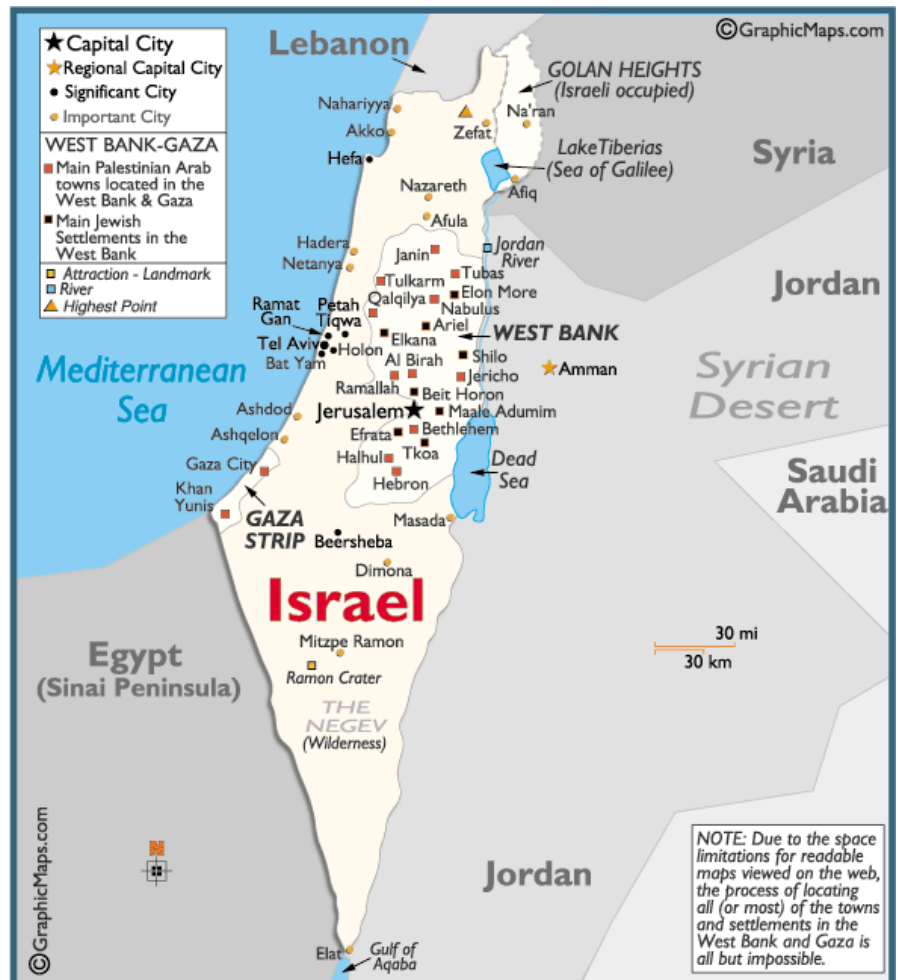 ©GraphicMaps.com
Capital City
Regional Capital City
Significant City
Important City
WEST BANK-GAZA
Main Palestinian Arab
towns located in the
West Bank & Gaza
Main Jewish
Settlements in the
West Bank
Attraction - Landmark
River
Highest Point
Lebanon
GOLAN HEIGHTS
(Israeli occupied)
Nahariyya
Na'ran
Akko
Zefat
Hefa
Lake Tiberias
(Sea of Galilee)
Syria
Nazareth
Afiq
Afula
Hadera
Janin
Jordan
River
Netanya
Tubas
Tulkarm
Elon More
Jordan
Qalqilya
Nabulus
Ramat
Gan
Petah
Tiqwa
Ariel
WEST BANK
Elkana
Tel Aviv
Holon
Shilo
Bat Yam
Al Birah
Mediterranean
Sea
Jericho
Amman
Syrian
Desert
Ramallah
Beit Horon
Ashdod
Jerusalem
Maale Adumim
Ashqelon
Efrata
Bethlehem
Tkoa
Gaza City
Halhul
Dead
Sea
Hebron
Saudi
Arabia
Khan
Yunis
GAZA
STRIP
Masada
Beersheba
Dimona
Israel
30 mi
30 km
Mitzpe Ramon
Egypt
(Sinai Peninsula)
Ramon Crater
THE
NEGEV
(Wilderness)
©GraphicMaps.com
N
Jordan
NOTE: Due to the space
limitations for readable
maps viewed on the web,
the process of locating
all (or most) of the towns
and settlements in the
West Bank and Gaza is
all but impossible.
Elat
Gulf of
Aqaba